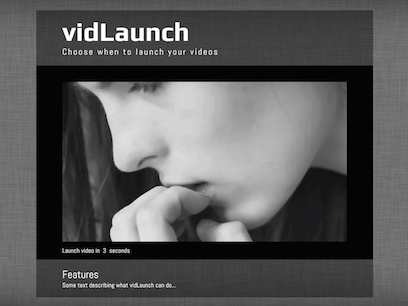 vidLaunch
Choose when to launch your videos
Launch video in 3 seconds
Features
Some text describing what vidLaunch can do...